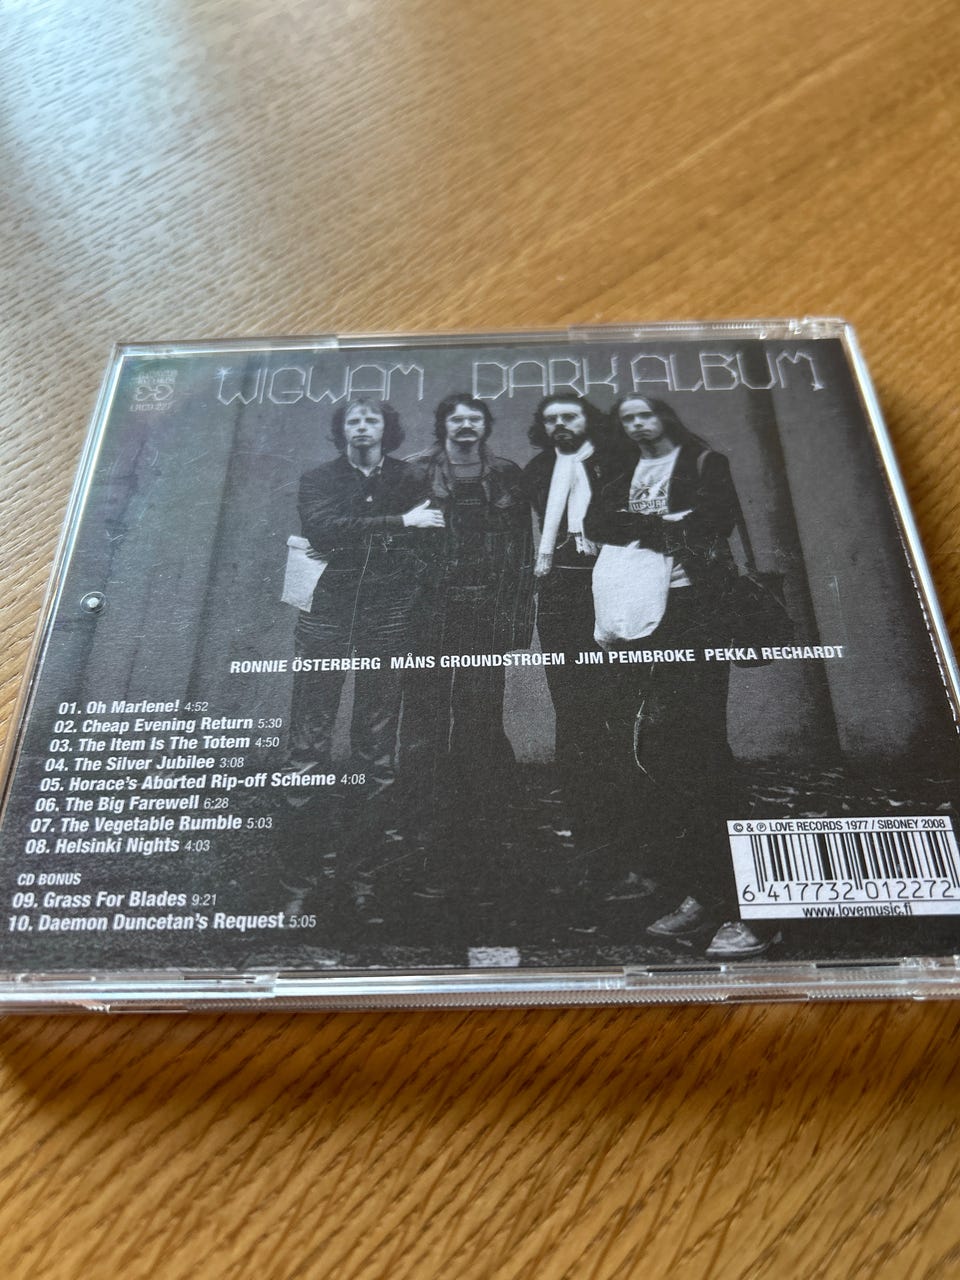 WIGWAM DARK ALBUM
LRCD 227
RONNIE ÖSTERBERG MÅNS GROUNDSTROEM JIM PEMBROKE PEKKA RECHARDT
01. Oh Marlene! 4:52
02. Cheap Evening Return 5:30
03. The Item Is The Totem 4:50
04. The Silver Jubilee 3:08
05. Horace's Aborted Rip-off Scheme 4:08
06. The Big Farewell 6:28
07. The Vegetable Rumble 5:03
08. Helsinki Nights 4:03
CD BONUS
09. Grass For Blades 9:21
10. Daemon Duncetan's Request 5:05
© & ℗ LOVE RECORDS 1977 / SIBONEY 2008
6 417732 012272
www.lovemusic.fi